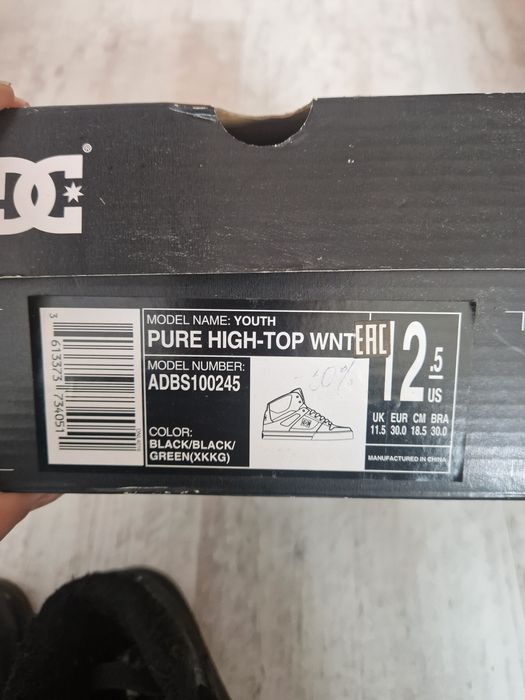 DC®
3 613373 734051
MODEL NAME: YOUTH
PURE HIGH-TOP WNT
EAC
12.5
US
MODEL NUMBER:
ADBS100245
50%
UK EUR CM BRA
11.5 30.0 18.5 30.0
COLOR:
BLACK/BLACK/
GREEN(XKKG)
MANUFACTURED IN CHINA